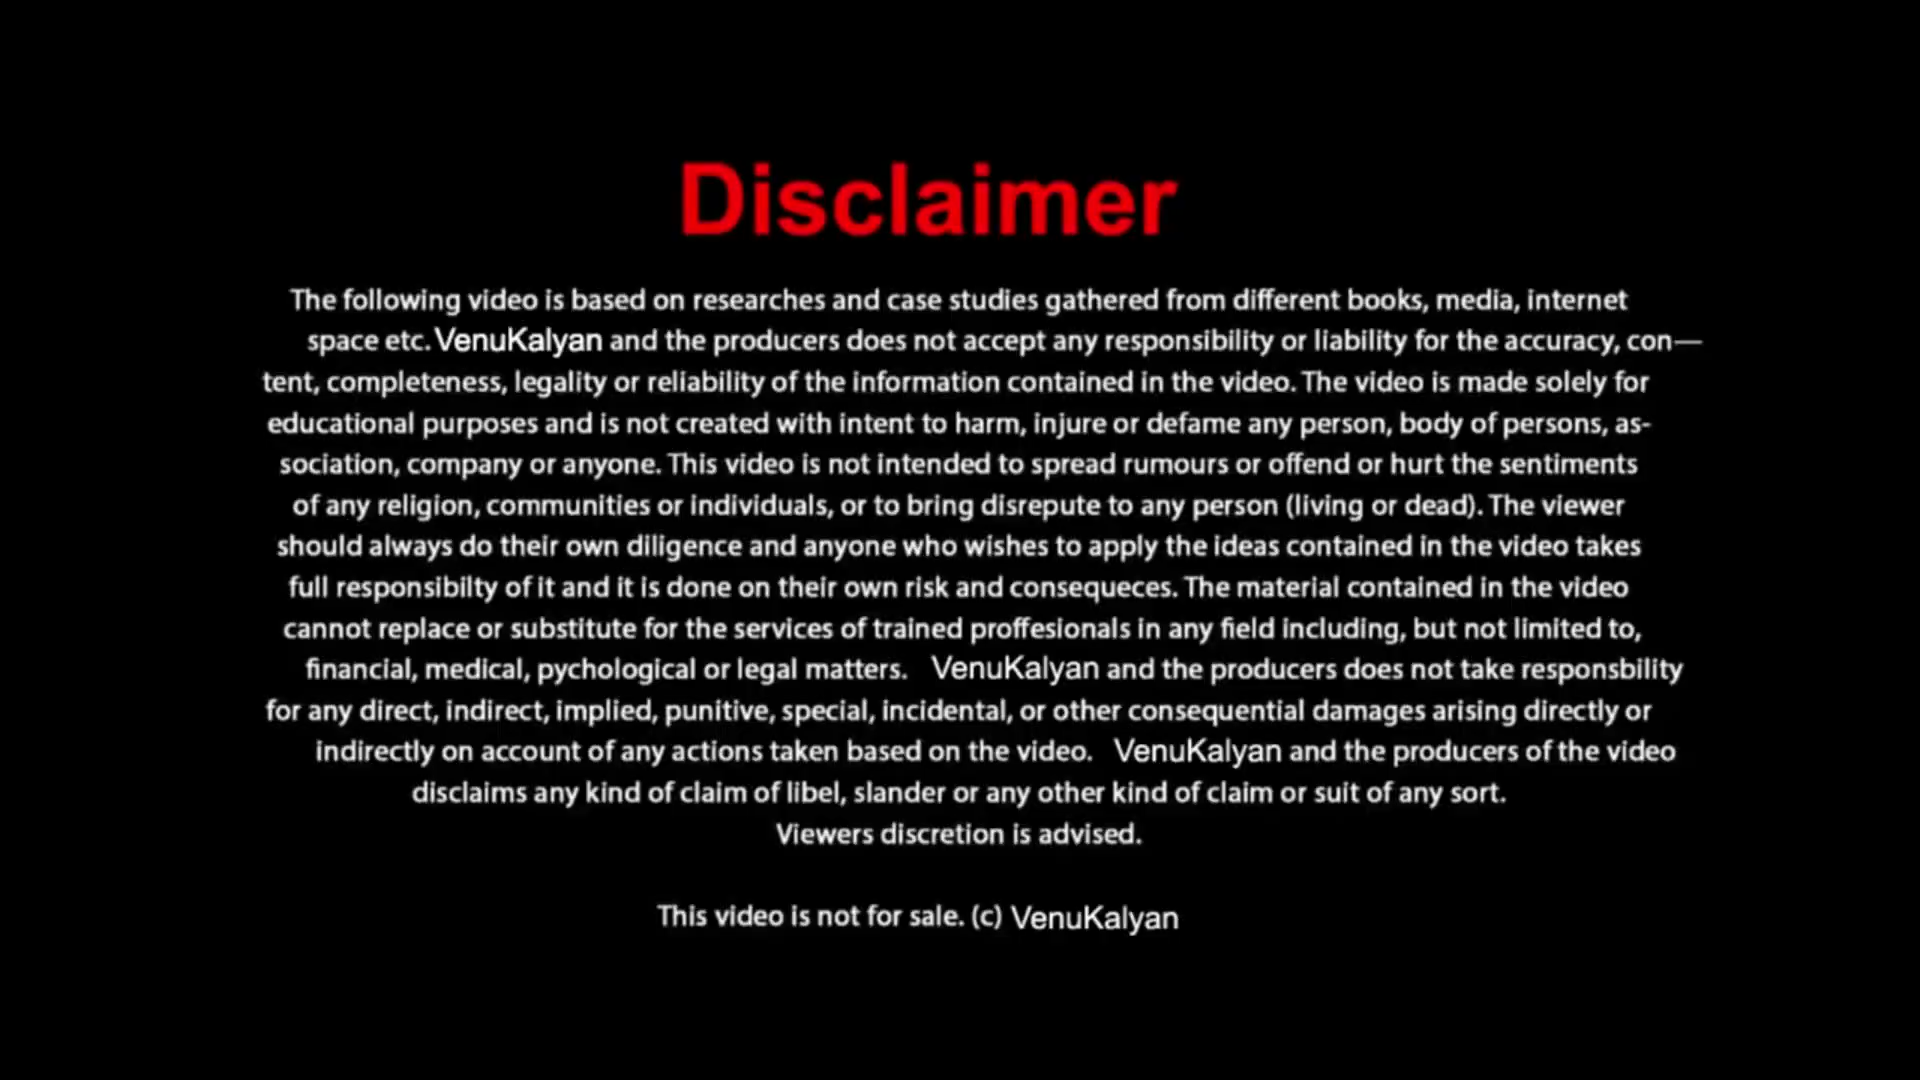 Disclaimer
The following video is based on researches and case studies gathered from different books, media, internet
space etc. VenuKalyan and the producers does not accept any responsibility or liability for the accuracy, con—
tent, completeness, legality or reliability of the information contained in the video. The video is made solely for
educational purposes and is not created with intent to harm, injure or defame any person, body of persons, as-
sociation, company or anyone. This video is not intended to spread rumours or offend or hurt the sentiments
of any religion, communities or individuals, or to bring disrepute to any person (living or dead). The viewer
should always do their own diligence and anyone who wishes to apply the ideas contained in the video takes
full responsibilty of it and it is done on their own risk and consequeces. The material contained in the video
cannot replace or substitute for the services of trained proffesionals in any field including, but not limited to,
financial, medical, pychological or legal matters. VenuKalyan and the producers does not take responsbility
for any direct, indirect, implied, punitive, special, incidental, or other consequential damages arising directly or
indirectly on account of any actions taken based on the video. VenuKalyan and the producers of the video
disclaims any kind of claim of libel, slander or any other kind of claim or suit of any sort.
Viewers discretion is advised.
This video is not for sale. (c) VenuKalyan